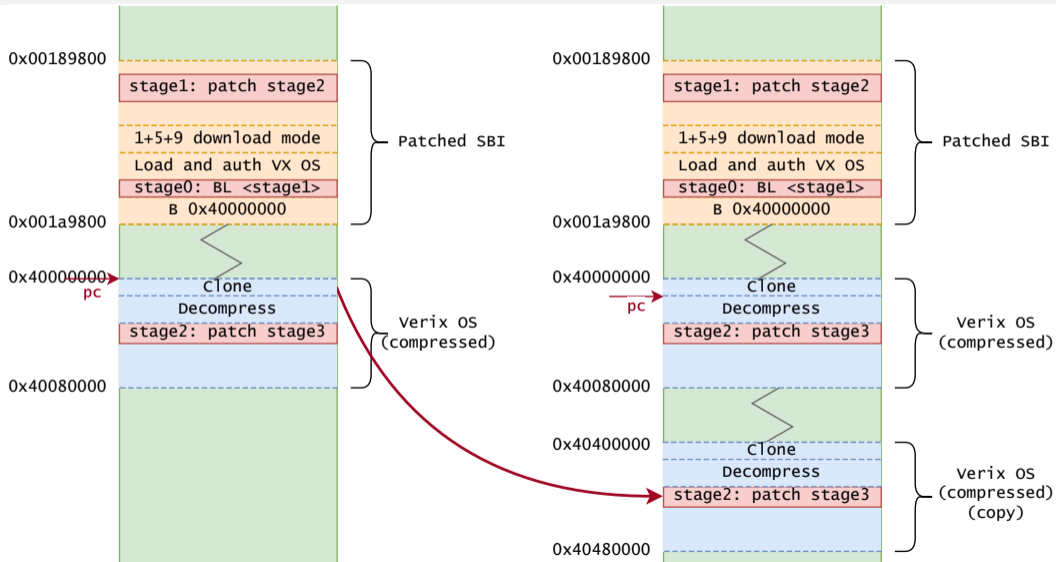 0x00189800
stage1: patch stage2
1+5+9 download mode
Load and auth VX OS
stage0: BL <stage1>
B 0x40000000
0x001a9800
Patched SBI
0x40000000
pc
Clone
Decompress
stage2: patch stage3
Verix OS
(compressed)
0x40080000
0x00189800
stage1: patch stage2
1+5+9 download mode
Load and auth VX OS
stage0: BL <stage1>
B 0x40000000
0x001a9800
Patched SBI
0x40000000
pc
Clone
Decompress
stage2: patch stage3
Verix OS
(compressed)
0x40080000
0x40400000
Clone
Decompress
stage2: patch stage3
Verix OS
(compressed)
(copy)
0x40480000